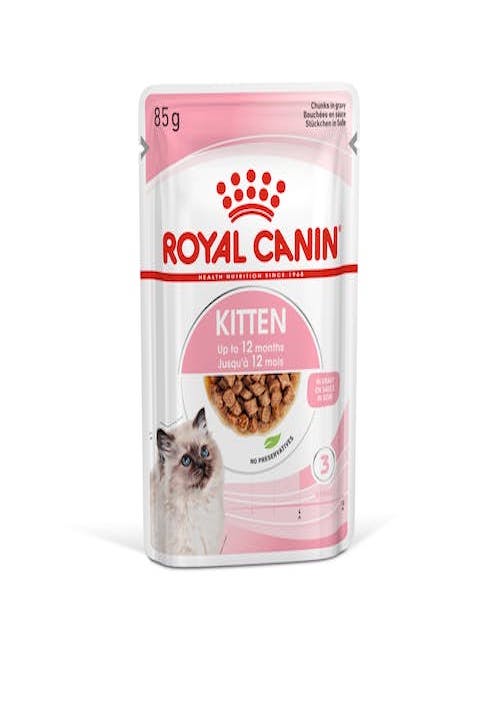 85g
Chunks in gravy
Bouchées en sauce
Stückchen in Soße
ROYAL CANIN
HEALTH NUTRITION SINCE 1968
KITTEN
Up to 12 months
Jusqu'à 12 mois
IN GRAVY
EN SAUCE
IN SOßE
NO PRESERVATIVES
3